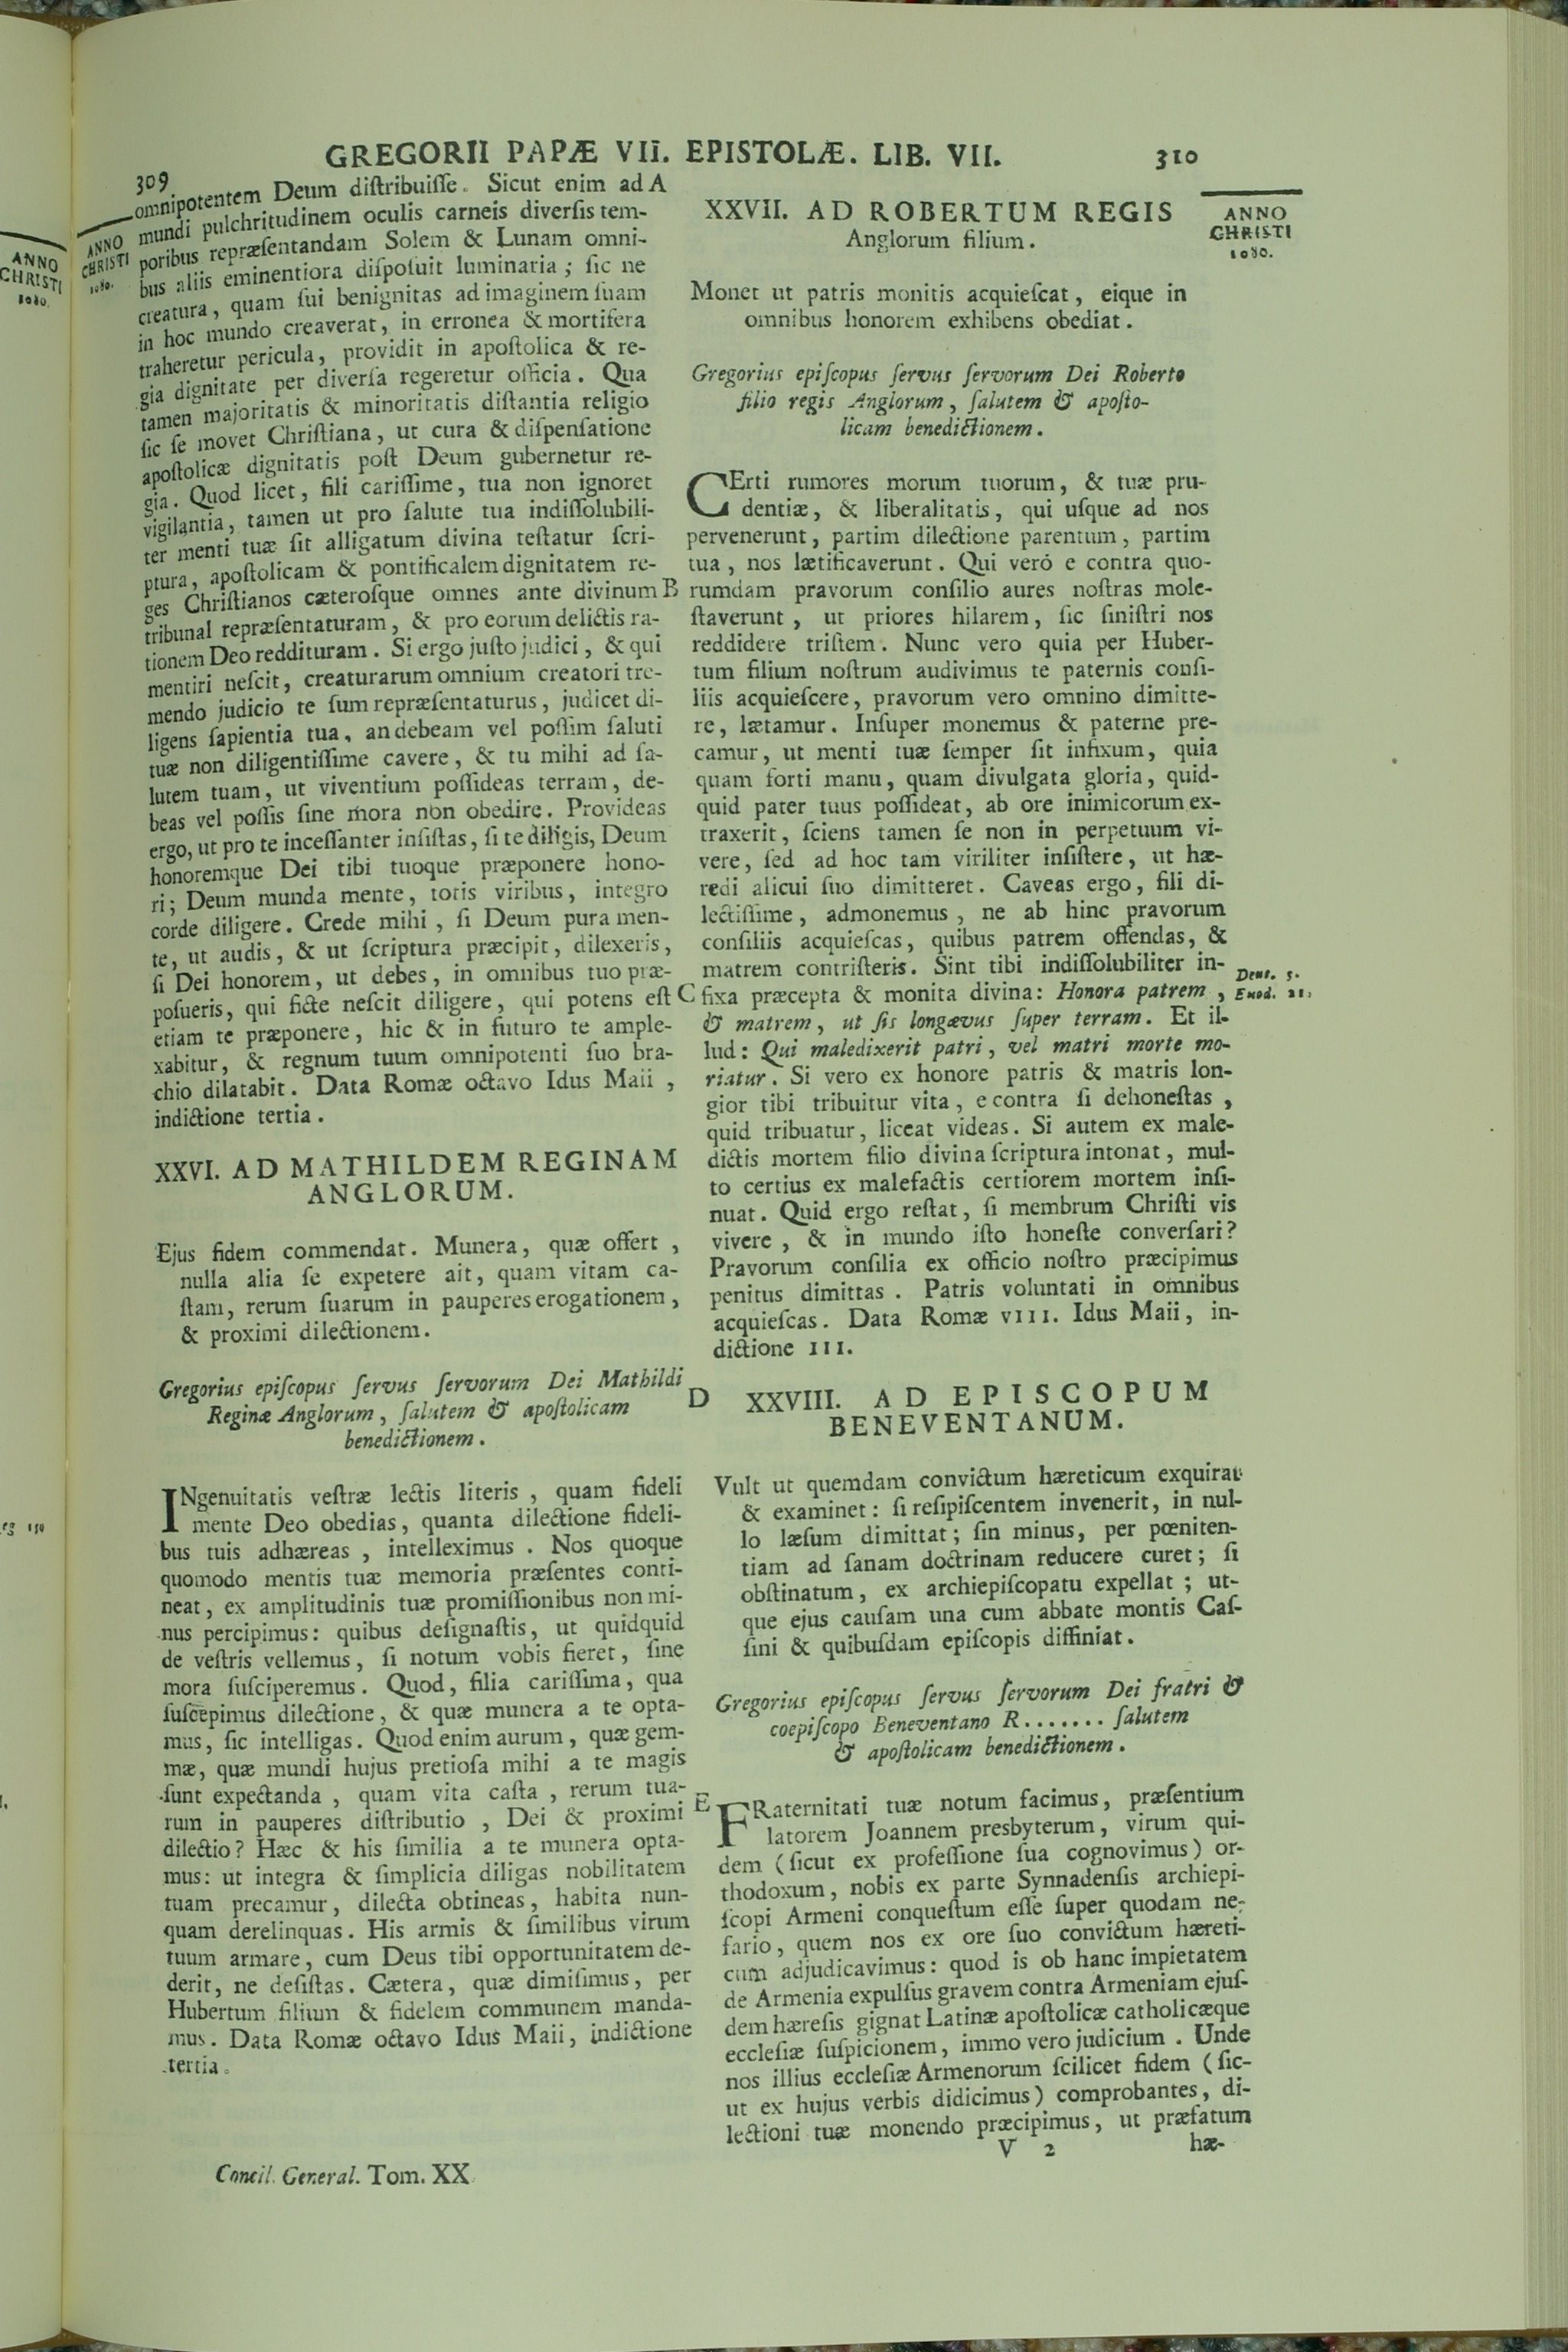 GREGORII PAPÆ VII. EPISTOLÆ. LIB. VII.
309
310
ANNO
CHRISTI
1080.
ANNO
CHRISTI
1080.
omnipotentem Deum diſtribuiſſe. Sicut enim ad A
mundi pulchritudinem oculis carneis diverſis tem-
poribus repræſentandam Solem & Lunam omni-
bus aliis eminentiora diſpoſuit luminaria; ſic ne
creatura, quam ſui benignitas ad imaginem ſuam
in hoc mundo creaverat, in erronea & mortifera
traheretur pericula, providit in apoſtolica & re-
gia dignitate per diverſa regeretur officia. Qua
tamen majoritatis & minoritatis diſtantia religio
ſic ſe movet Chriſtiana, ut cura & diſpenſatione
apoſtolicæ dignitatis poſt Deum gubernetur re-
gia. Quod licet, fili cariſſime, tua non ignoret
vigilantia, tamen ut pro ſalute tua indiſſolubili-
ter menti tuæ ſit alligatum divina teſtatur ſcri-
ptura, apoſtolicam & pontificalem dignitatem re-
ges Chriſtianos cæteroſque omnes ante divinum B
tribunal repræſentaturam, & pro eorum delictis ra-
tionem Deo reddituram. Si ergo juſto judici, & qui
mentiri neſcit, creaturarum omnium creatori tre-
mendo judicio te ſum repræſentaturus, judicet di-
ligens ſapientia tua, an debeam vel poſſim ſaluti
tuæ non diligentiſſime cavere, & tu mihi ad ſa-
lutem tuam, ut viventium poſſideas terram, de-
beas vel poſſis ſine mora non obedire. Provideas
ergo, ut pro te inceſſanter inſiſtas, ſi te diligis, Deum
honoremque Dei tibi tuoque præponere hono-
ri; Deum munda mente, totis viribus, integro
corde diligere. Crede mihi, ſi Deum pura men-
te, ut audis, & ut ſcriptura præcipit, dilexeris,
ſi Dei honorem, ut debes, in omnibus tuo præ-
poſueris, qui ficte neſcit diligere, qui potens eſt C
etiam te præponere, hic & in futuro te ample-
xabitur, & regnum tuum omnipotenti ſuo bra-
chio dilatabit. Data Romæ octavo Idus Maii,
indictione tertia.
XXVI. AD MATHILDEM REGINAM
ANGLORUM.
Ejus fidem commendat. Munera, quæ offert,
nulla alia ſe expetere ait, quam vitam ca-
ſtam, rerum ſuarum in pauperes erogationem,
& proximi dilectionem.
Gregorius epiſcopus ſervus ſervorum Dei Mathildi
Reginæ Anglorum, ſalutem & apoſtolicam
benedictionem.
D
INgenuitatis veſtræ lectis literis, quam fideli
mente Deo obedias, quanta dilectione fideli-
bus tuis adhæreas, intelleximus. Nos quoque
quomodo mentis tuæ memoria præſentes conti-
neat, ex amplitudinis tuæ promiſſionibus non mi-
nus percipimus: quibus deſignaſtis, ut quidquid
de veſtris vellemus, ſi notum vobis fieret, ſine
mora ſuſciperemus. Quod, filia cariſſima, qua
ſuſcepimus dilectione, & quæ munera a te opta-
mus, ſic intelligas. Quod enim aurum, quæ gem-
mæ, quæ mundi hujus pretioſa mihi a te magis
ſunt expectanda, quam vita caſta, rerum tua-
rum in pauperes diſtributio, Dei & proximi E
dilectio? Hæc & his ſimilia a te munera opta-
mus: ut integra & ſimplicia diligas nobilitatem
tuam precamur, dilecta obtineas, habita nun-
quam derelinquas. His armis & ſimilibus virum
tuum armare, cum Deus tibi opportunitatem de-
derit, ne deſiſtas. Cætera, quæ dimiſimus, per
Hubertum filium & fidelem communem manda-
mus. Data Romæ octavo Idus Maii, indictione
tertia.
Concil. General. Tom. XX
XXVII. AD ROBERTUM REGIS
Anglorum filium.
ANNO
CHRISTI
1080.
Monet ut patris monitis acquieſcat, eique in
omnibus honorem exhibens obediat.
Gregorius epiſcopus ſervus ſervorum Dei Roberto
filio regis Anglorum, ſalutem & apoſto-
licam benedictionem.
CErti rumores morum tuorum, & tuæ pru-
dentiæ, & liberalitatis, qui uſque ad nos
pervenerunt, partim dilectione parentum, partim
tua, nos lætificaverunt. Qui veró e contra quo-
rumdam pravorum conſilio aures noſtras mole-
ſtaverunt, ut priores hilarem, ſic ſiniſtri nos
reddidere triſtem. Nunc vero quia per Huber-
tum filium noſtrum audivimus te paternis conſi-
liis acquieſcere, pravorum vero omnino dimitte-
re, lætamur. Inſuper monemus & paterne pre-
camur, ut menti tuæ ſemper ſit infixum, quia
quam forti manu, quam divulgata gloria, quid-
quid pater tuus poſſideat, ab ore inimicorum ex-
traxerit, ſciens tamen ſe non in perpetuum vi-
vere, ſed ad hoc tam viriliter inſiſtere, ut hæ-
redi alicui ſuo dimitteret. Caveas ergo, fili di-
lectiſſime, admonemus, ne ab hinc pravorum
conſiliis acquieſcas, quibus patrem offendas, &
matrem contriſteris. Sint tibi indiſſolubiliter in-
fixa præcepta & monita divina: Honora patrem,
& matrem, ut ſis longævus ſuper terram. Et il-
lud: Qui maledixerit patri, vel matri morte mo-
riatur. Si vero ex honore patris & matris lon-
gior tibi tribuitur vita, e contra ſi dehoneſtas,
quid tribuatur, liceat videas. Si autem ex male-
dictis mortem filio divina ſcriptura intonat, mul-
to certius ex malefactis certiorem mortem inſi-
nuat. Quid ergo reſtat, ſi membrum Chriſti vis
vivere, & in mundo iſto honeſte converſari?
Pravorum conſilia ex officio noſtro præcipimus
penitus dimittas. Patris voluntati in omnibus
acquieſcas. Data Romæ VIII. Idus Maii, in-
dictione III.
Deut. 5.
Exod. 21.
XXVIII. AD EPISCOPUM
BENEVENTANUM.
Vult ut quemdam convictum hæreticum exquirat
& examinet: ſi reſipiſcentem invenerit, in nul-
lo læſum dimittat; ſin minus, per pœniten-
tiam ad ſanam doctrinam reducere curet; ſi
obſtinatum, ex archiepiſcopatu expellat; ut-
que ejus cauſam una cum abbate montis Caſ-
ſini & quibuſdam epiſcopis diffiniat.
Gregorius epiſcopus ſervus ſervorum Dei fratri &
coepiſcopo Beneventano R....... ſalutem
& apoſtolicam benedictionem.
FRaternitati tuæ notum facimus, præſentium
latorem Joannem presbyterum, virum qui-
dem (ſicut ex profeſſione ſua cognovimus) or-
thodoxum, nobis ex parte Synnadenſis archiepi-
ſcopi Armeni conqueſtum eſſe ſuper quodam ne-
fario, quem nos ex ore ſuo convictum hæreti-
cum adjudicavimus: quod is ob hanc impietatem
de Armenia expulſus gravem contra Armeniam ejuſ-
dem hæreſis gignat Latinæ apoſtolicæ catholicæque
eccleſiæ ſuſpicionem, immo vero judicium. Unde
nos illius eccleſiæ Armenorum ſcilicet fidem (ſic-
ut ex hujus verbis didicimus) comprobantes, di-
lectioni tuæ monendo præcipimus, ut præfatum
V 2
hæ-